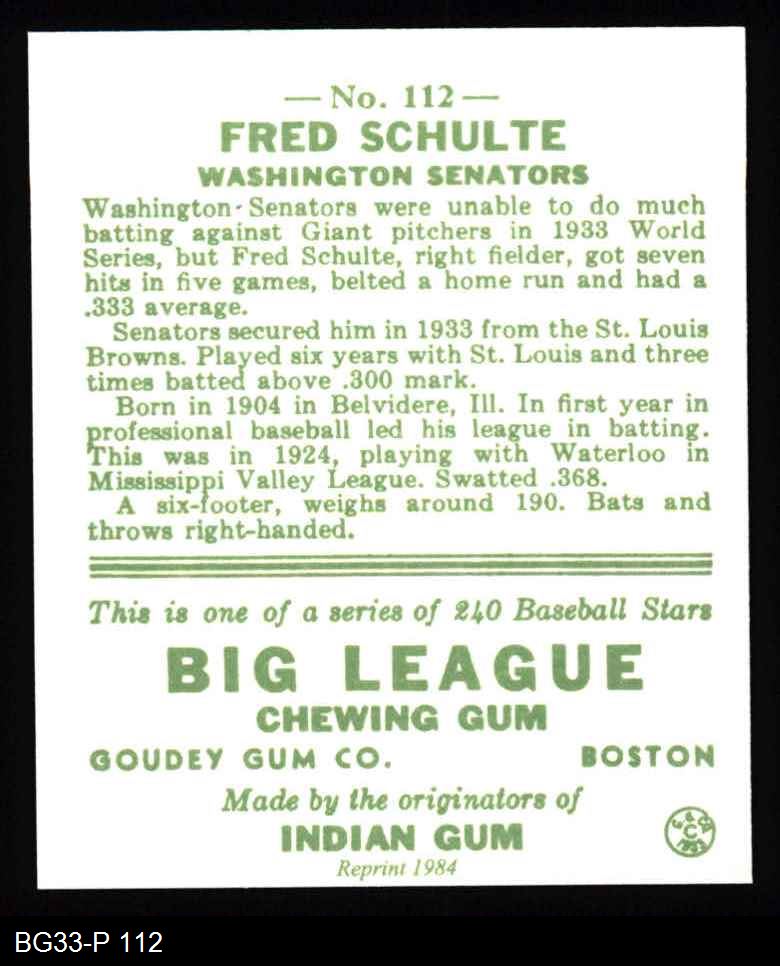 — No. 112 —
FRED SCHULTE
WASHINGTON SENATORS
Washington-Senators were unable to do much
batting against Giant pitchers in 1933 World
Series, but Fred Schulte, right fielder, got seven
hits in five games, belted a home run and had a
.333 average.
Senators secured him in 1933 from the St. Louis
Browns. Played six years with St. Louis and three
times batted above .300 mark.
Born in 1904 in Belvidere, Ill. In first year in
professional baseball led his league in batting.
This was in 1924, playing with Waterloo in
Mississippi Valley League. Swatted .368.
A six-footer, weighs around 190. Bats and
throws right-handed.
This is one of a series of 240 Baseball Stars
BIG LEAGUE
CHEWING GUM
GOUDEY GUM CO. BOSTON
Made by the originators of
INDIAN GUM
Reprint 1984
BG33-P 112